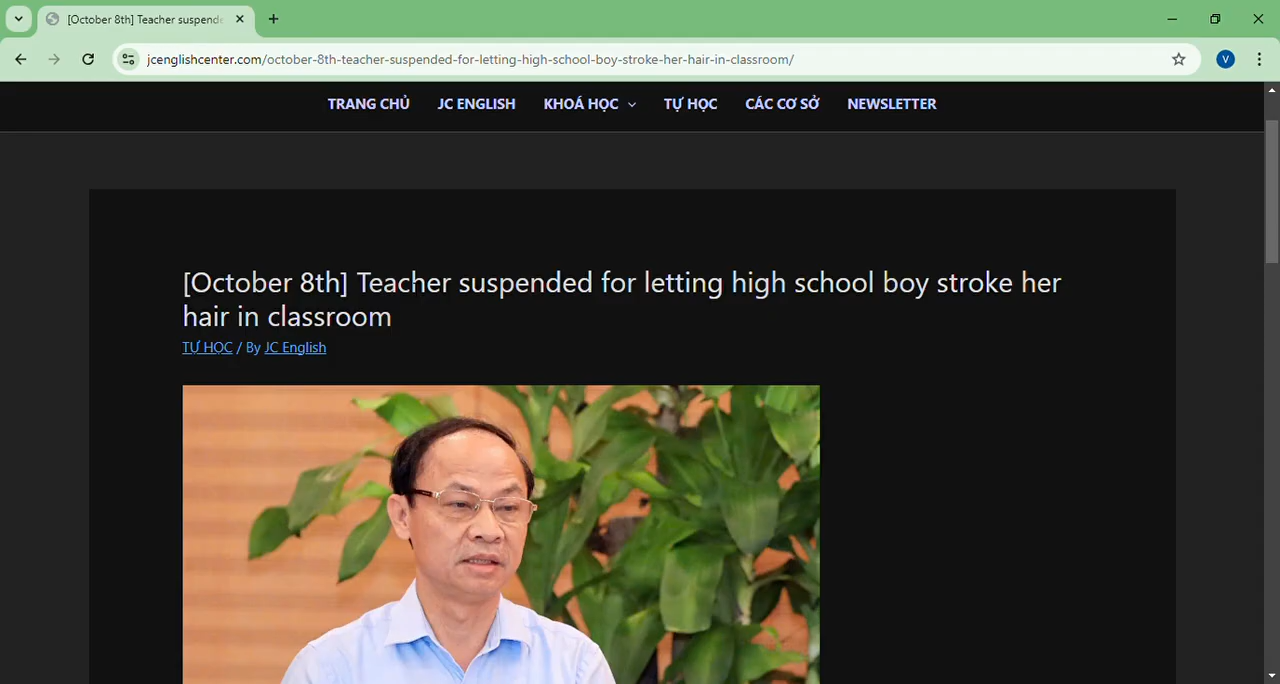 [October 8th] Teacher suspende
jcenglishcenter.com/october-8th-teacher-suspended-for-letting-high-school-boy-stroke-her-hair-in-classroom/
V
TRANG CHỦ JC ENGLISH KHOÁ HỌC TỰ HỌC CÁC CƠ SỞ NEWSLETTER
[October 8th] Teacher suspended for letting high school boy stroke her
hair in classroom
TỰ HỌC / By JC English